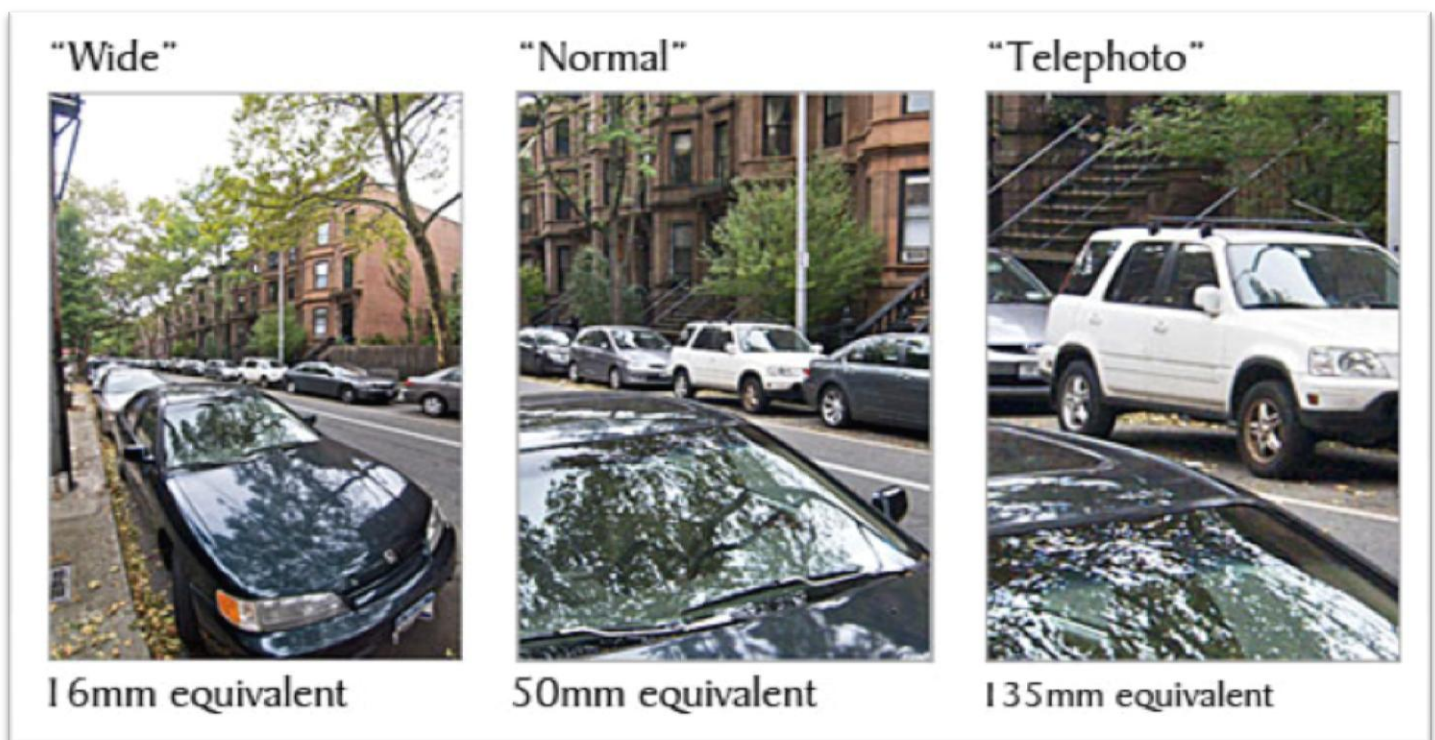 “Wide”
“Normal”
“Telephoto”
16mm equivalent
50mm equivalent
135mm equivalent